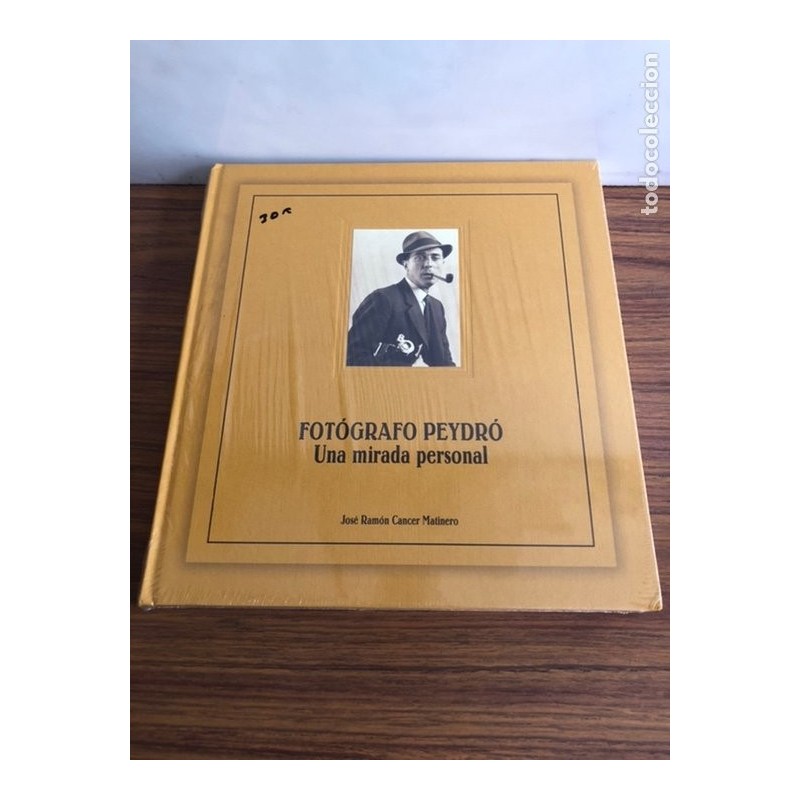 30€
FOTÓGRAFO PEYDRÓ
Una mirada personal
José Ramón Cancer Matinero
todocoleccion